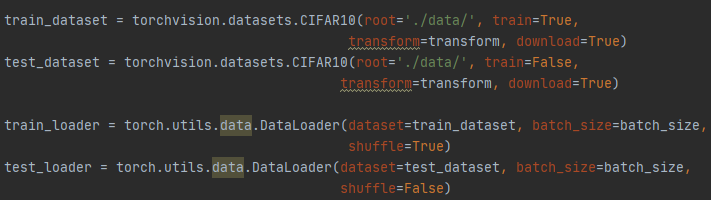 train_dataset = torchvision.datasets.CIFAR10(root='./data/', train=True,
transform=transform, download=True)
test_dataset = torchvision.datasets.CIFAR10(root='./data/', train=False,
transform=transform, download=True)
train_loader = torch.utils.data.DataLoader(dataset=train_dataset, batch_size=batch_size,
shuffle=True)
test_loader = torch.utils.data.DataLoader(dataset=test_dataset, batch_size=batch_size,
shuffle=False)